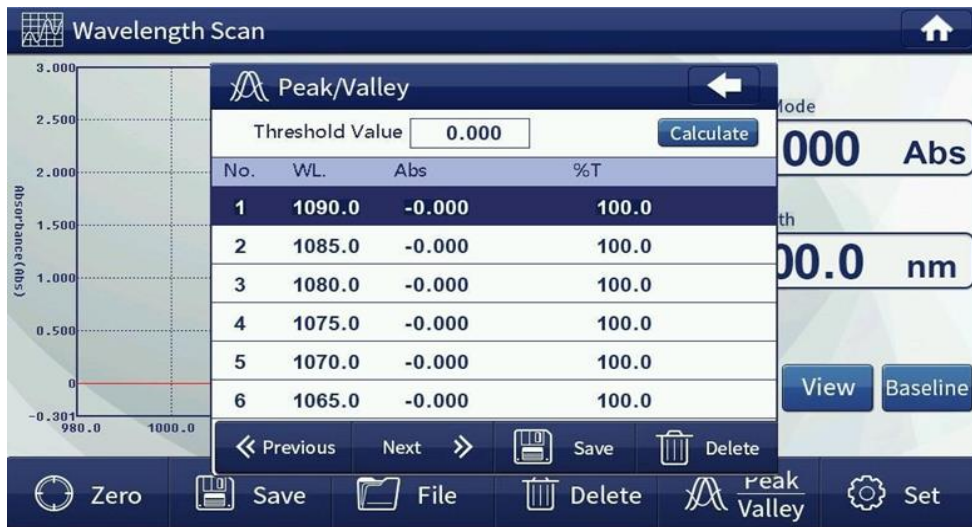 Wavelength Scan
3.000
2.500
2.000
1.500
1.000
0.500
0
-0.301
Absorbance(Abs)
980.0 1000.0
Peak/Valley
Threshold Value 0.000 Calculate
No. WL. Abs %T
1 1090.0 -0.000 100.0
2 1085.0 -0.000 100.0
3 1080.0 -0.000 100.0
4 1075.0 -0.000 100.0
5 1070.0 -0.000 100.0
6 1065.0 -0.000 100.0
Previous Next Save Delete
Mode
000 Abs
th
00.0 nm
View Baseline
Zero Save File Delete Peak Valley Set